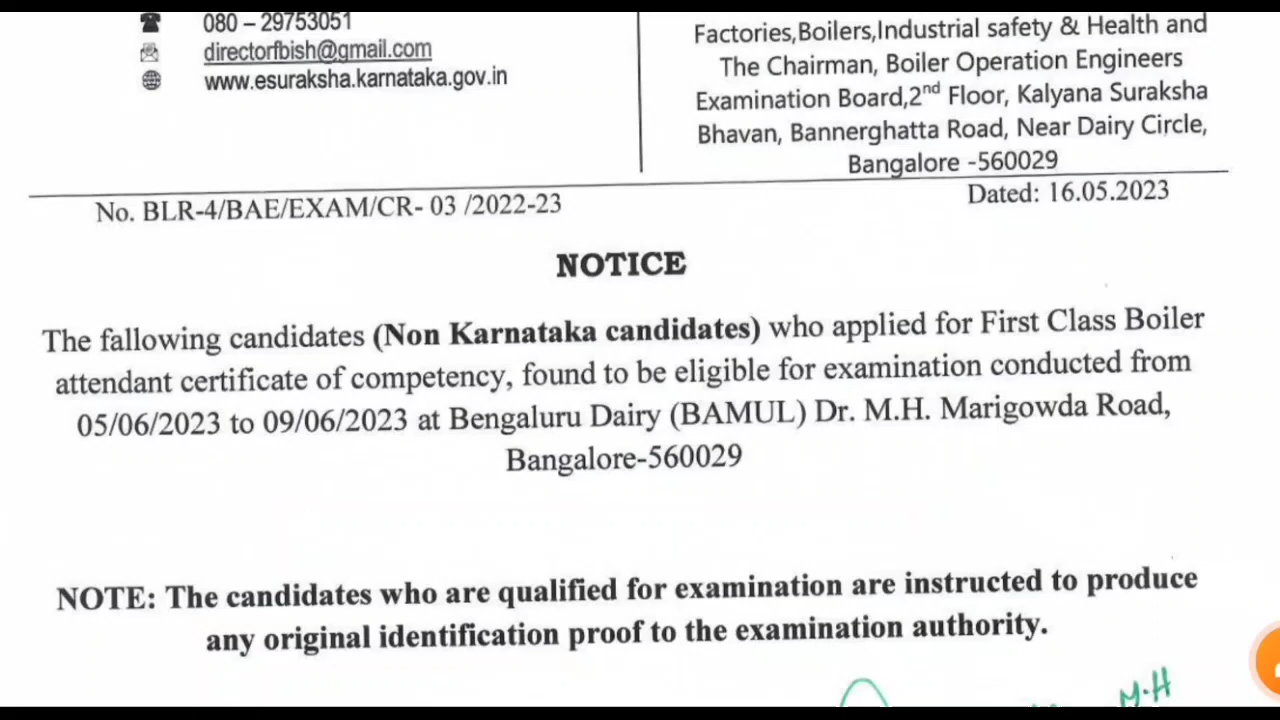 080 – 29753051
directorfbish@gmail.com
www.esuraksha.karnataka.gov.in
Factories,Boilers,Industrial safety & Health and
The Chairman, Boiler Operation Engineers
Examination Board,2nd Floor, Kalyana Suraksha
Bhavan, Bannerghatta Road, Near Dairy Circle,
Bangalore -560029
No. BLR-4/BAE/EXAM/CR- 03 /2022-23
Dated: 16.05.2023
NOTICE
The fallowing candidates (Non Karnataka candidates) who applied for First Class Boiler
attendant certificate of competency, found to be eligible for examination conducted from
05/06/2023 to 09/06/2023 at Bengaluru Dairy (BAMUL) Dr. M.H. Marigowda Road,
Bangalore-560029
NOTE: The candidates who are qualified for examination are instructed to produce
any original identification proof to the examination authority.
M.H